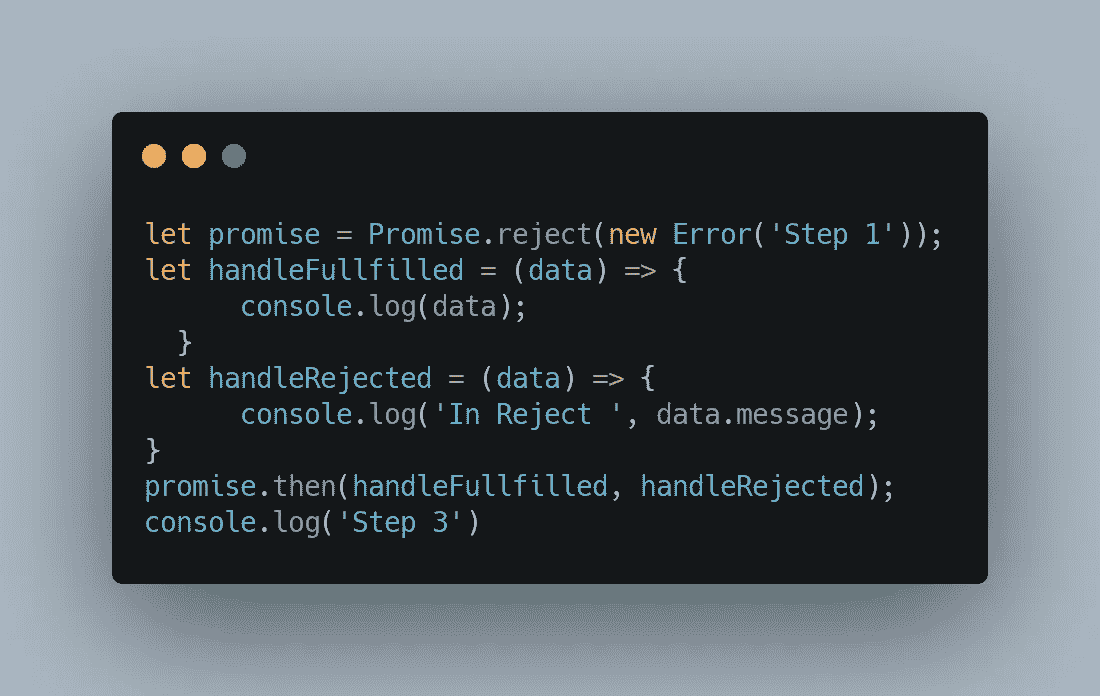 let promise = Promise.reject(new Error('Step 1'));
let handleFullfilled = (data) => {
      console.log(data);
  }
let handleRejected = (data) => {
      console.log('In Reject ', data.message);
}
promise.then(handleFullfilled, handleRejected);
console.log('Step 3')